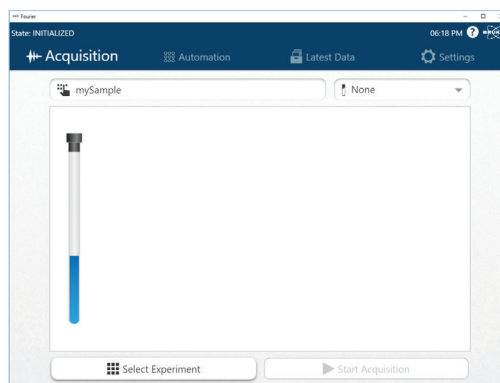 Fourier
State: INITIALIZED 06:18 PM ?
Acquisition Automation Latest Data Settings
mySample None
Select Experiment Start Acquisition